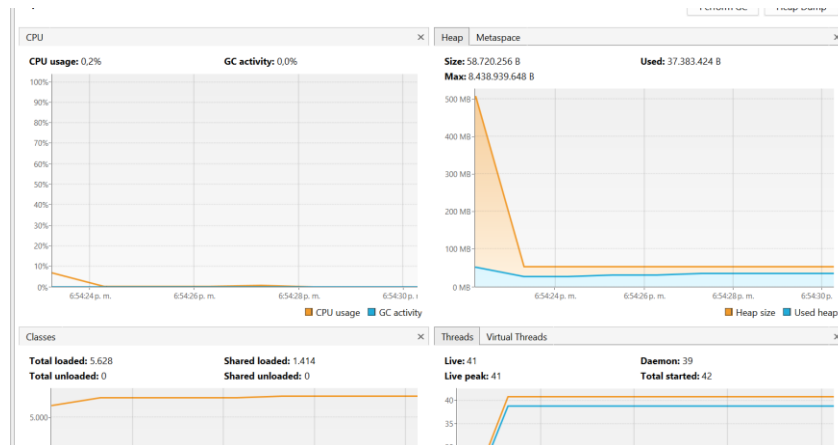 Perform GC Heap Dump
CPU ×
CPU usage: 0,2% GC activity: 0,0%
100%
90%
80%
70%
60%
50%
40%
30%
20%
10%
0%
6:54:24 p. m. 6:54:26 p. m. 6:54:28 p. m. 6:54:30 p.
CPU usage GC activity
Heap Metaspace ×
Size: 58.720.256 B Used: 37.383.424 B
Max: 8.438.939.648 B
500 MB
400 MB
300 MB
200 MB
100 MB
0 MB
6:54:24 p. m. 6:54:26 p. m. 6:54:28 p. m. 6:54:30 p.
Heap size Used heap
Classes ×
Total loaded: 5.628 Shared loaded: 1.414
Total unloaded: 0 Shared unloaded: 0
5.000
Threads Virtual Threads ×
Live: 41 Daemon: 39
Live peak: 41 Total started: 42
40
35